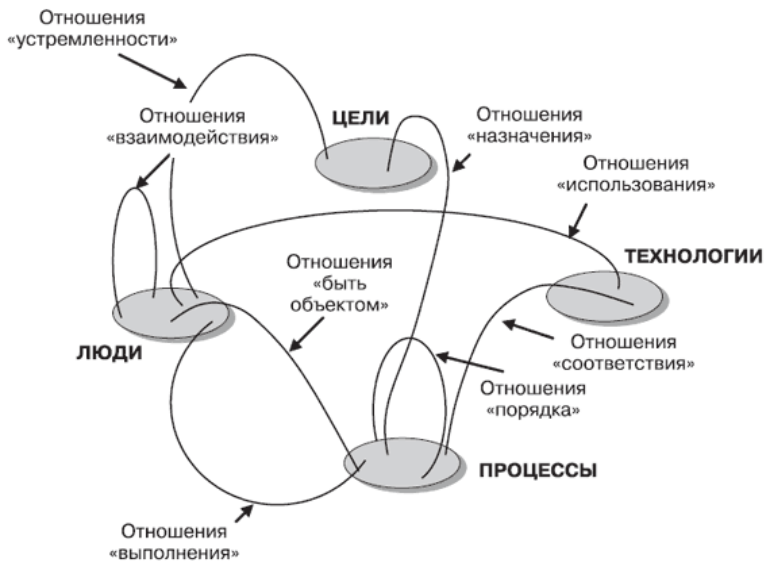 Отношения
«устремленности»
Отношения
«взаимодействия»
ЦЕЛИ
Отношения
«назначения»
Отношения
«использования»
ТЕХНОЛОГИИ
Отношения
«быть
объектом»
ЛЮДИ
Отношения
«соответствия»
Отношения
«порядка»
ПРОЦЕССЫ
Отношения
«выполнения»